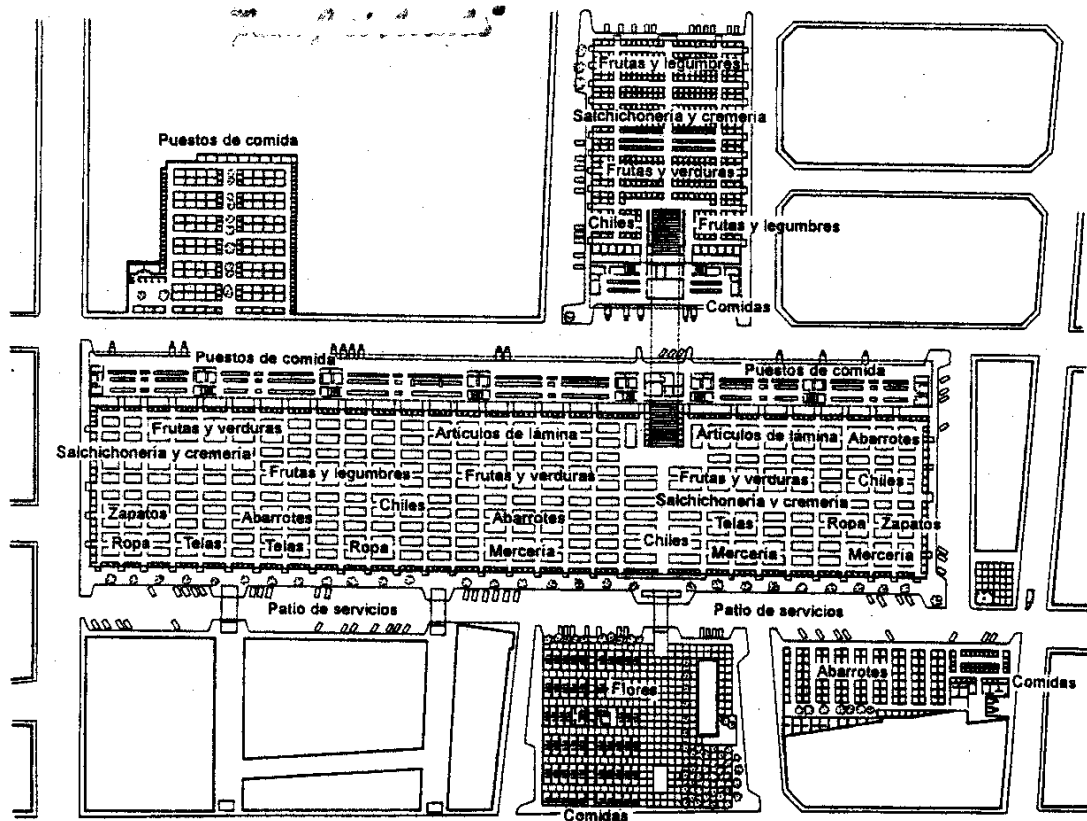 Frutas y legumbres
Salchichonería y cremería
Puestos de comida
Frutas y verduras
Chiles
Frutas y legumbres
Comidas
Puestos de comida
Puestos de comida
Frutas y verduras
Artículos de lámina
Artículos de lámina
Abarrotes
Salchichonería y cremería
Frutas y legumbres
Frutas y verduras
Frutas y verduras
Chiles
Salchichonería y cremería
Zapatos
Abarrotes
Chiles
Abarrotes
Telas
Ropa
Zapatos
Ropa
Telas
Telas
Ropa
Mercería
Chiles
Mercería
Mercería
Patio de servicios
Patio de servicios
Flores
Abarrotes
Comidas
Comidas